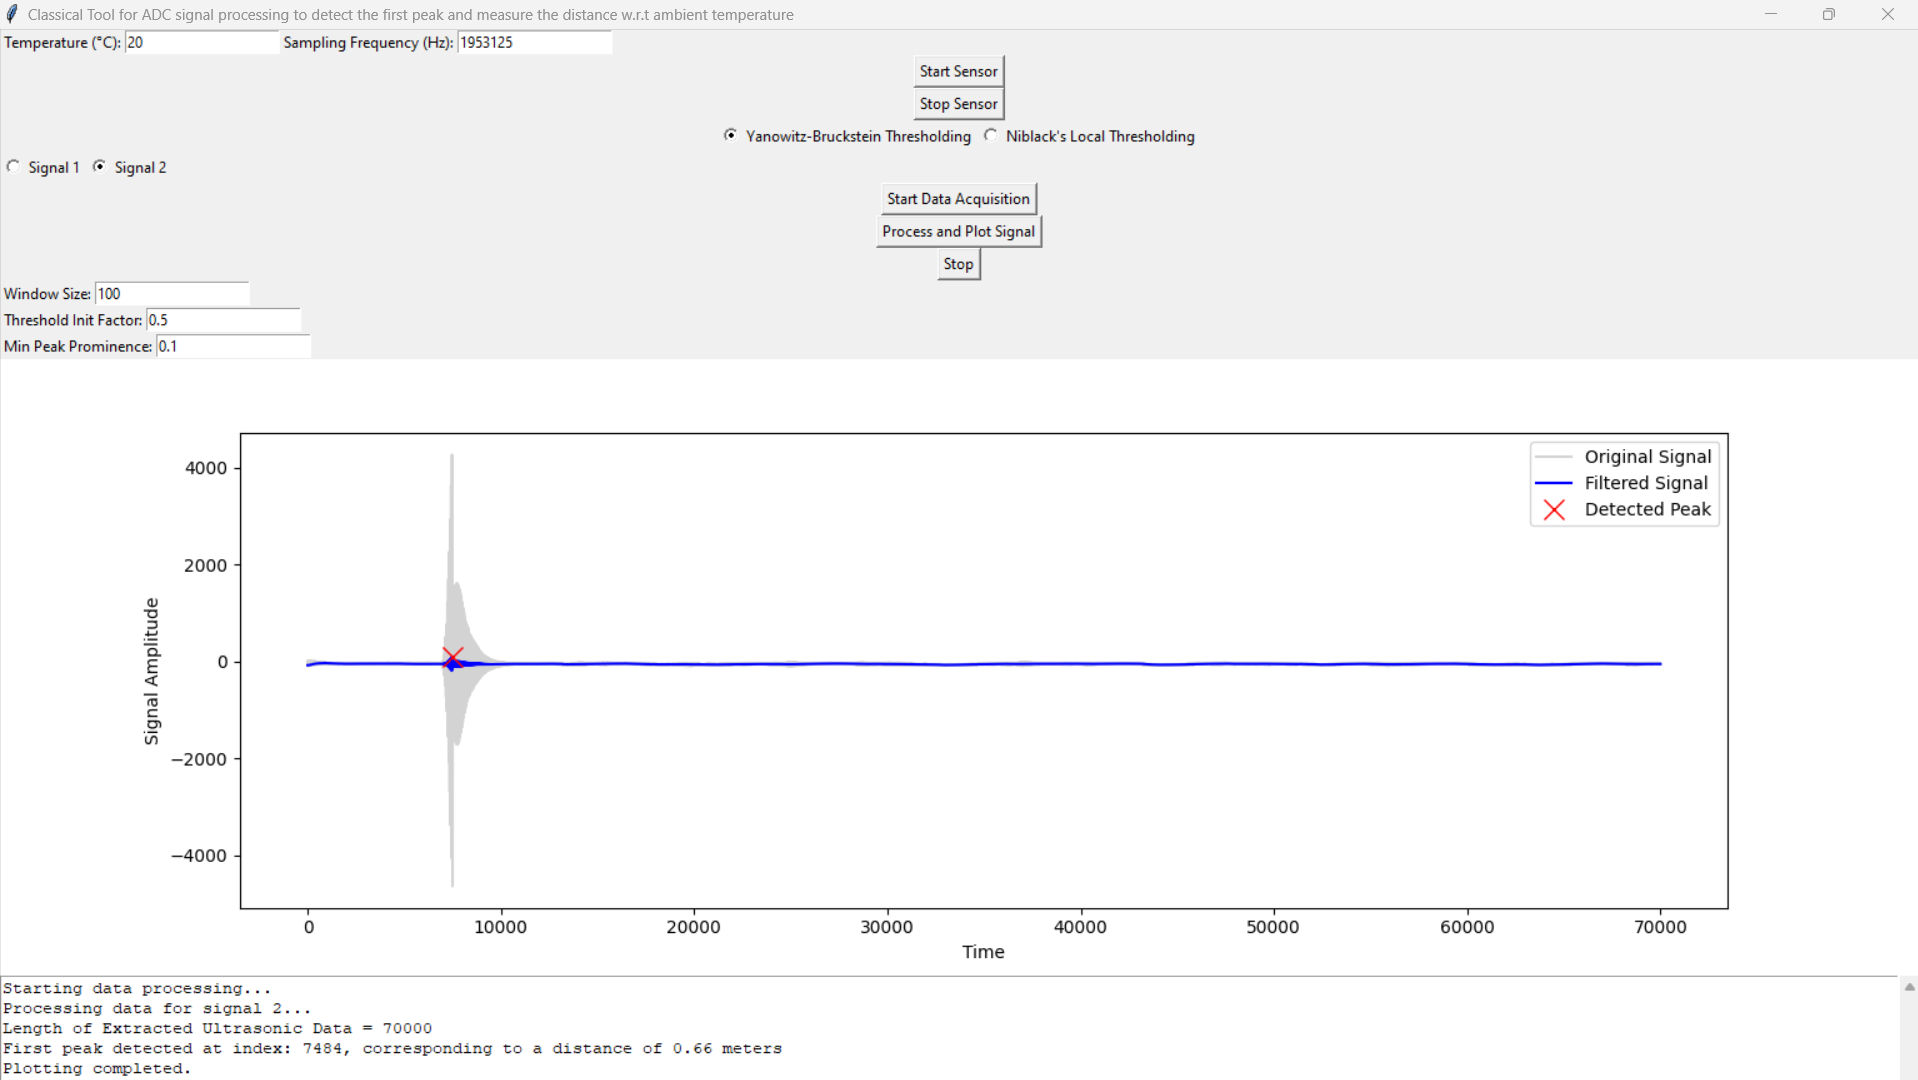 Classical Tool for ADC signal processing to detect the first peak and measure the distance w.r.t ambient temperature
Temperature (°C): 20 Sampling Frequency (Hz): 1953125
Start Sensor
Stop Sensor
Yanowitz-Bruckstein Thresholding Niblack's Local Thresholding
Signal 1 Signal 2
Start Data Acquisition
Process and Plot Signal
Stop
Window Size: 100
Threshold Init Factor: 0.5
Min Peak Prominence: 0.1
Original Signal
Filtered Signal
Detected Peak
4000
2000
0
−2000
−4000
Signal Amplitude
0 10000 20000 30000 40000 50000 60000 70000
Time
Starting data processing...
Processing data for signal 2...
Length of Extracted Ultrasonic Data = 70000
First peak detected at index: 7484, corresponding to a distance of 0.66 meters
Plotting completed.